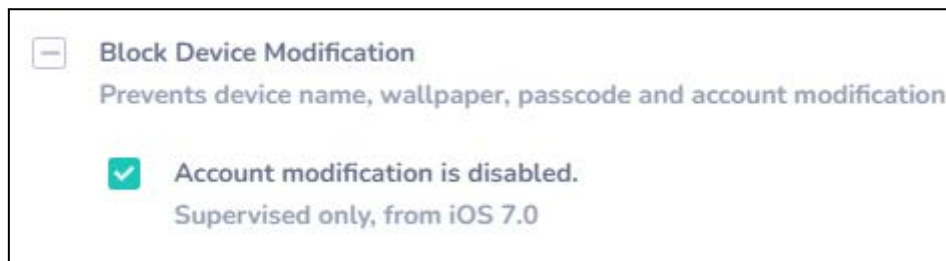 Block Device Modification
Prevents device name, wallpaper, passcode and account modification
Account modification is disabled.
Supervised only, from iOS 7.0